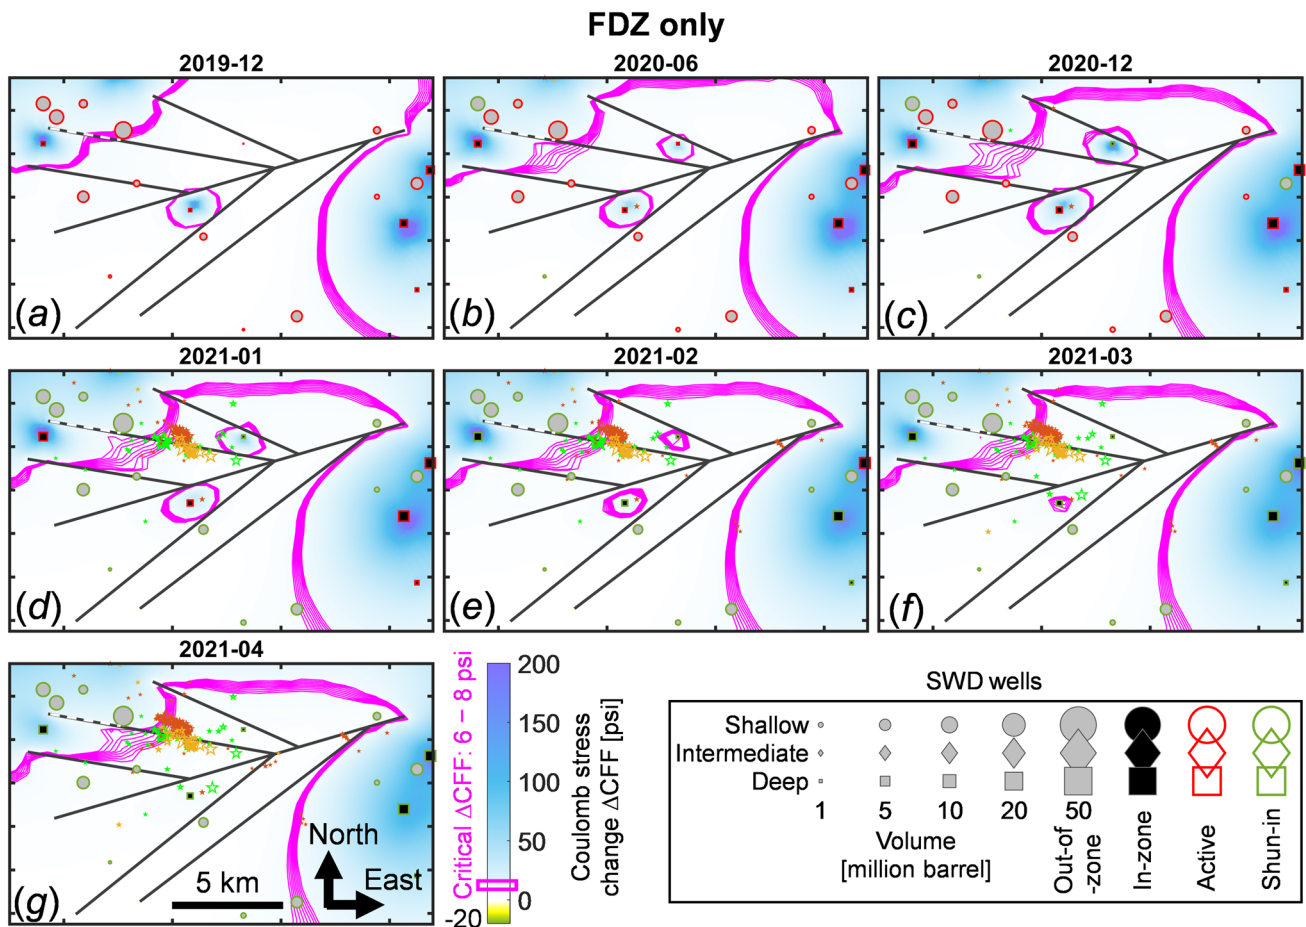 FDZ only
2019-12
2020-06
2020-12
(a)
(b)
(c)
2021-01
2021-02
2021-03
(d)
(e)
(f)
2021-04
(g)
5 km
North
East
Critical ΔCFF: 6 – 8 psi
200
150
100
50
0
-20
Coulomb stress
change ΔCFF [psi]
SWD wells
Shallow
Intermediate
Deep
1 5 10 20 50
Volume
[million barrel]
Out-of
-zone
In-zone
Active
Shun-in